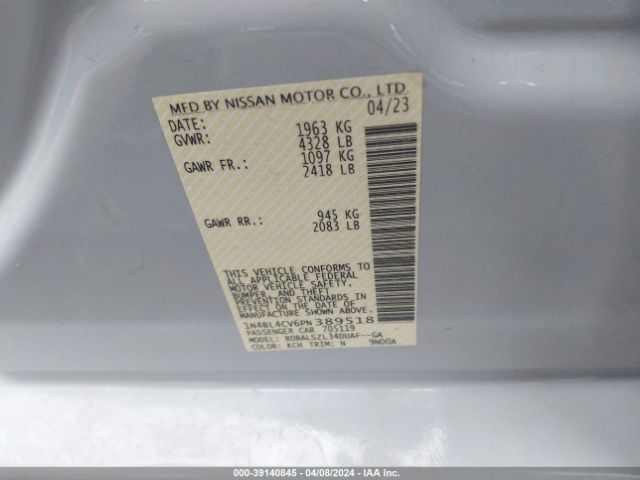 MFD BY NISSAN MOTOR CO., LTD
DATE: 04/23
GVWR: 1963 KG
4328 LB
GAWR FR.: 1097 KG
2418 LB
GAWR RR.: 945 KG
2083 LB
THIS VEHICLE CONFORMS TO
ALL APPLICABLE FEDERAL
MOTOR VEHICLE SAFETY,
BUMPER, AND THEFT
PREVENTION STANDARDS IN
EFFECT ON THE DATE OF
MANUFACTURE SHOWN ABOVE.
1N4BL4CV6PN389518
PASSENGER CAR 705119
MODEL: BDBALSZL34DUAF--GA
COLOR: KCH TRIM: N 9NDOA
000-39140845 - 04/08/2024 - IAA Inc.